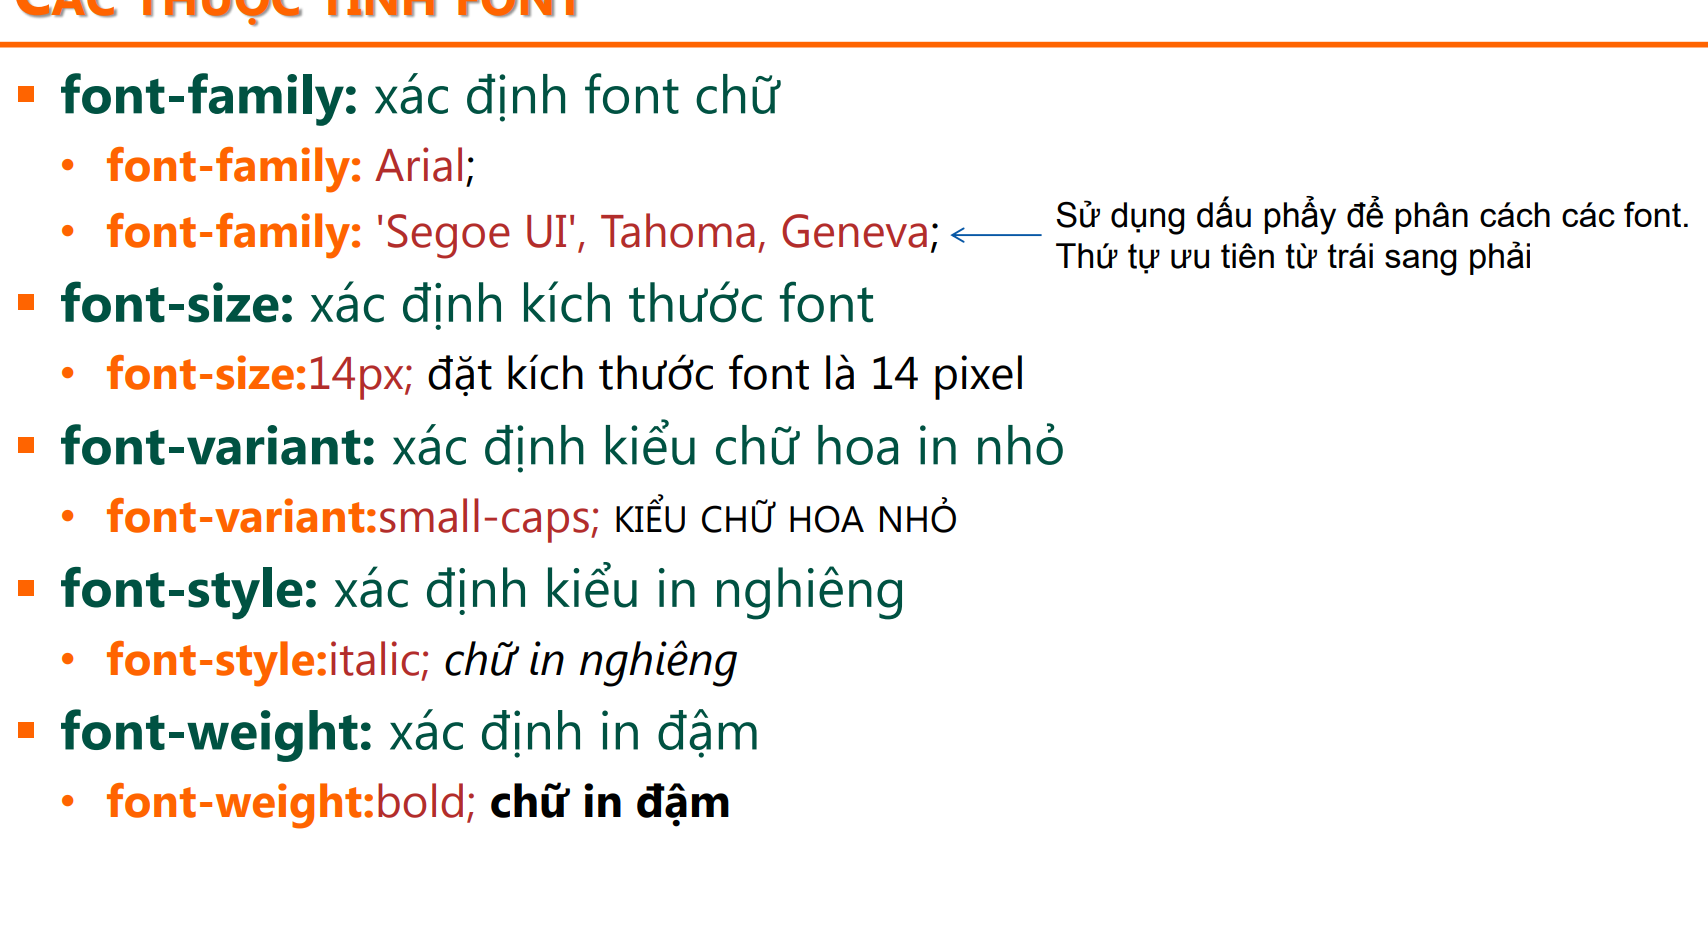 CÁC THUỘC TÍNH FONT
font-family: xác định font chữ
font-family: Arial;
font-family: 'Segoe UI', Tahoma, Geneva;
Sử dụng dấu phẩy để phân cách các font.
Thứ tự ưu tiên từ trái sang phải
font-size: xác định kích thước font
font-size:14px; đặt kích thước font là 14 pixel
font-variant: xác định kiểu chữ hoa in nhỏ
font-variant:small-caps; KIỂU CHỮ HOA NHỎ
font-style: xác định kiểu in nghiêng
font-style:italic; chữ in nghiêng
font-weight: xác định in đậm
font-weight:bold; chữ in đậm